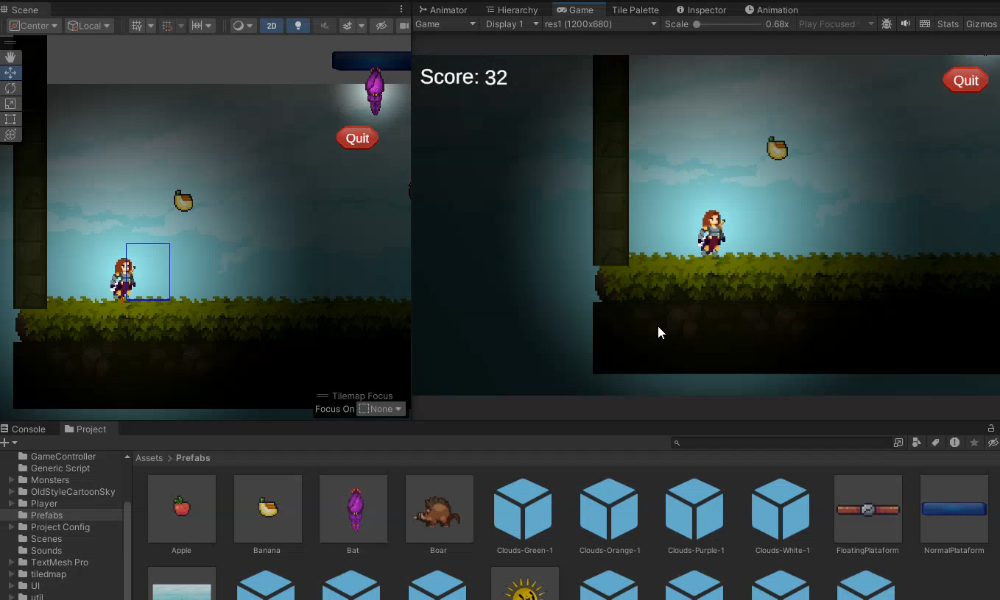 Scene
Animator Hierarchy Game Tile Palette Inspector Animation
Center Local 2D
Game Display 1 res1 (1200x680) Scale 0.68x Play Focused Stats Gizmos
Score: 32
Quit
Quit
Tilemap Focus
Focus On None
Console Project
GameController
Generic Script
Monsters
OldStyleCartoonSky
Player
Prefabs
Project Config
Scenes
Sounds
TextMesh Pro
tiledmap
UI
util
Assets > Prefabs
Apple Banana Bat Boar Clouds-Green-1 Clouds-Orange-1 Clouds-Purple-1 Clouds-White-1 FloatingPlataform NormalPlataform